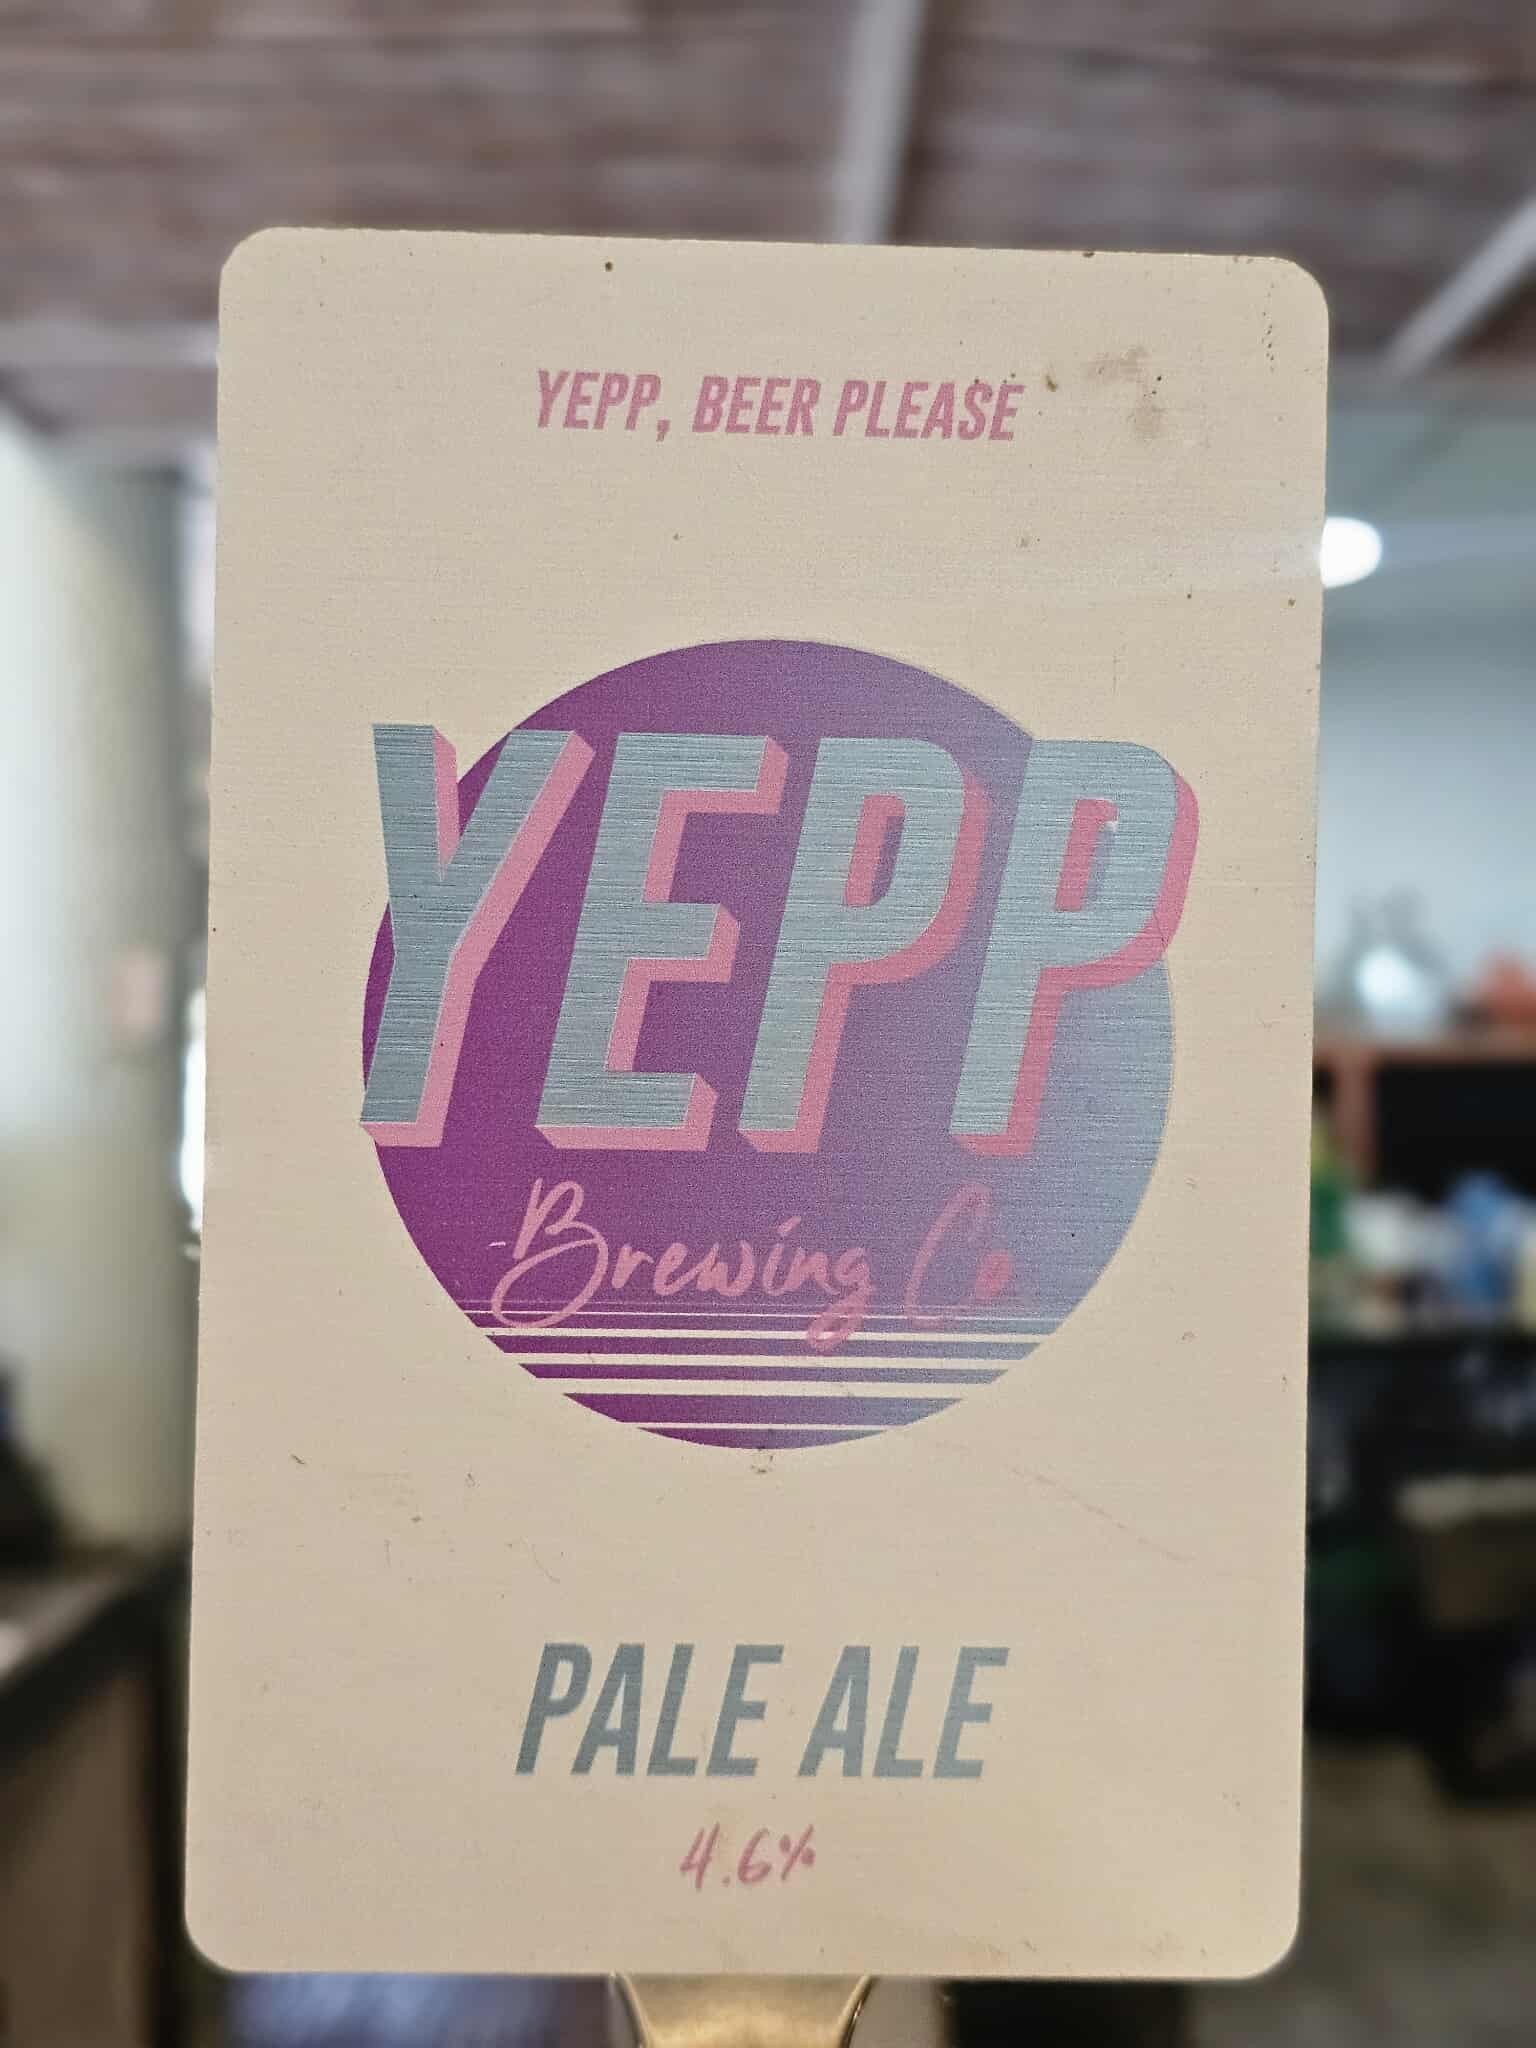 YEPP, BEER PLEASE
YEPP
Brewing Co
PALE ALE
4.6%